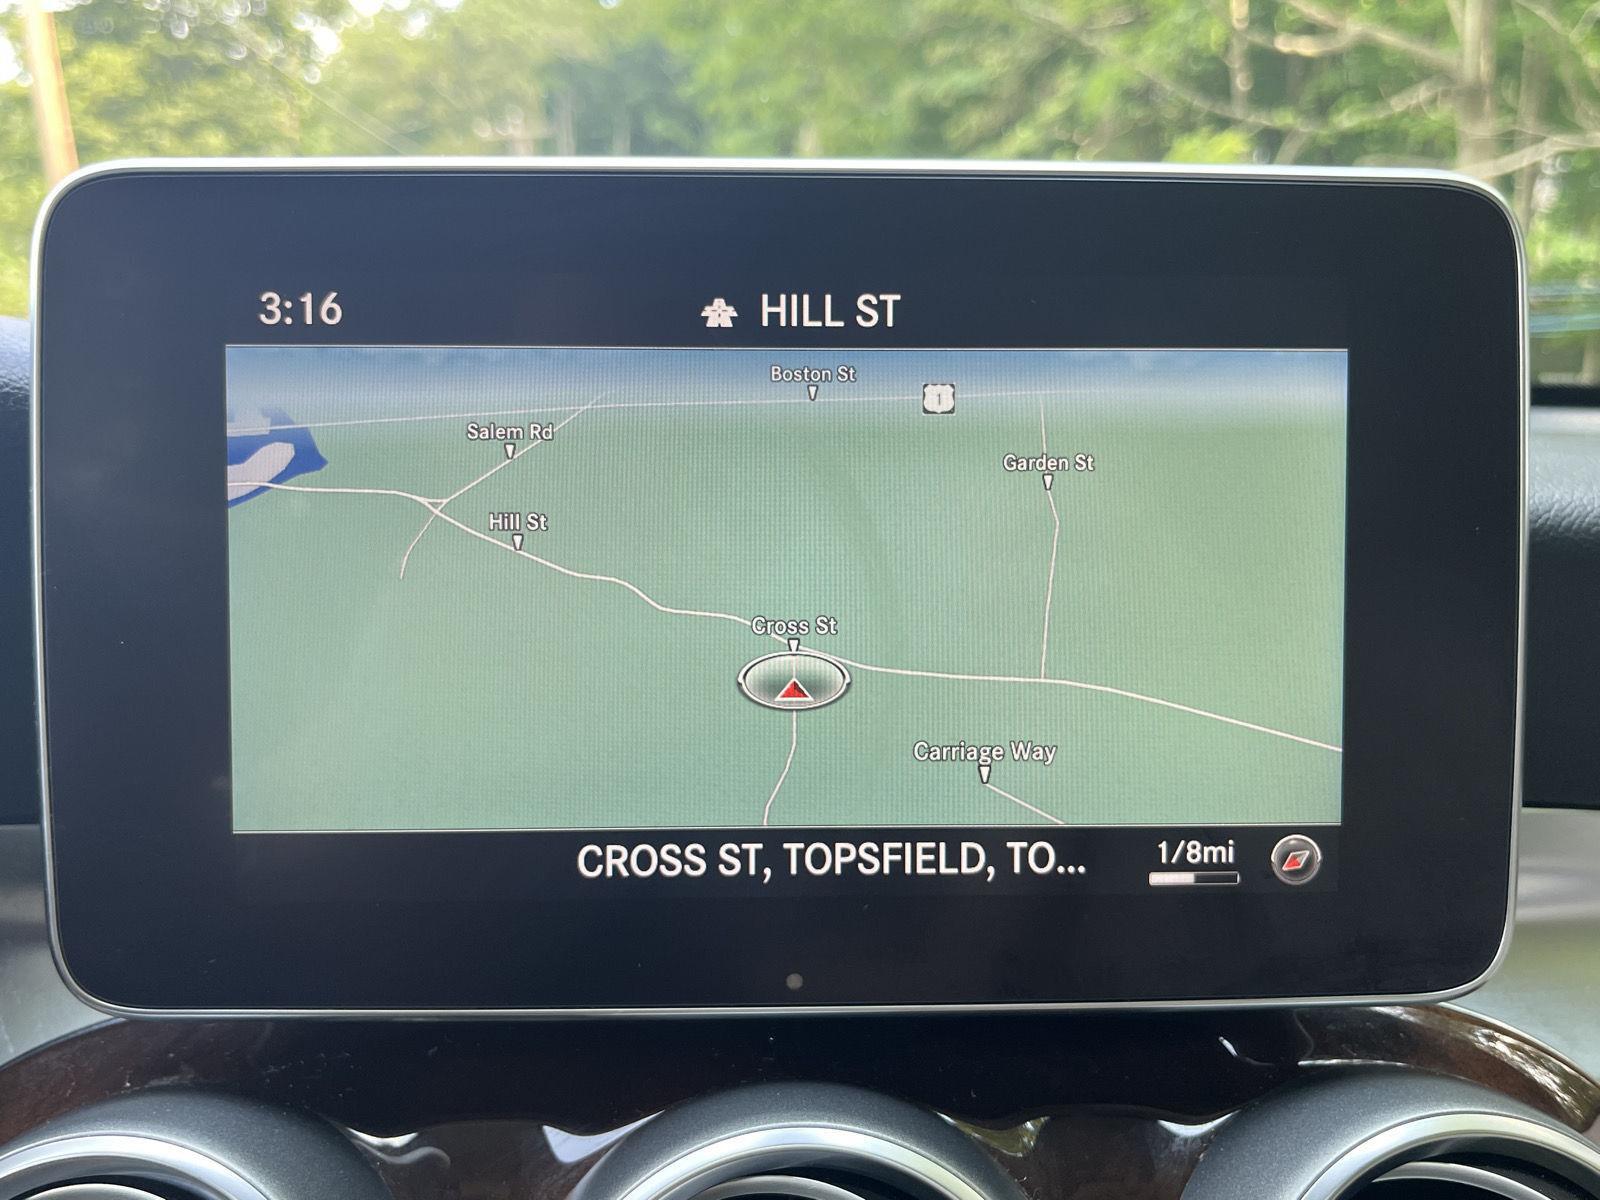 3:16
HILL ST
Boston St
1
Salem Rd
Garden St
Hill St
Cross St
Carriage Way
CROSS ST, TOPSFIELD, TO...
1/8mi